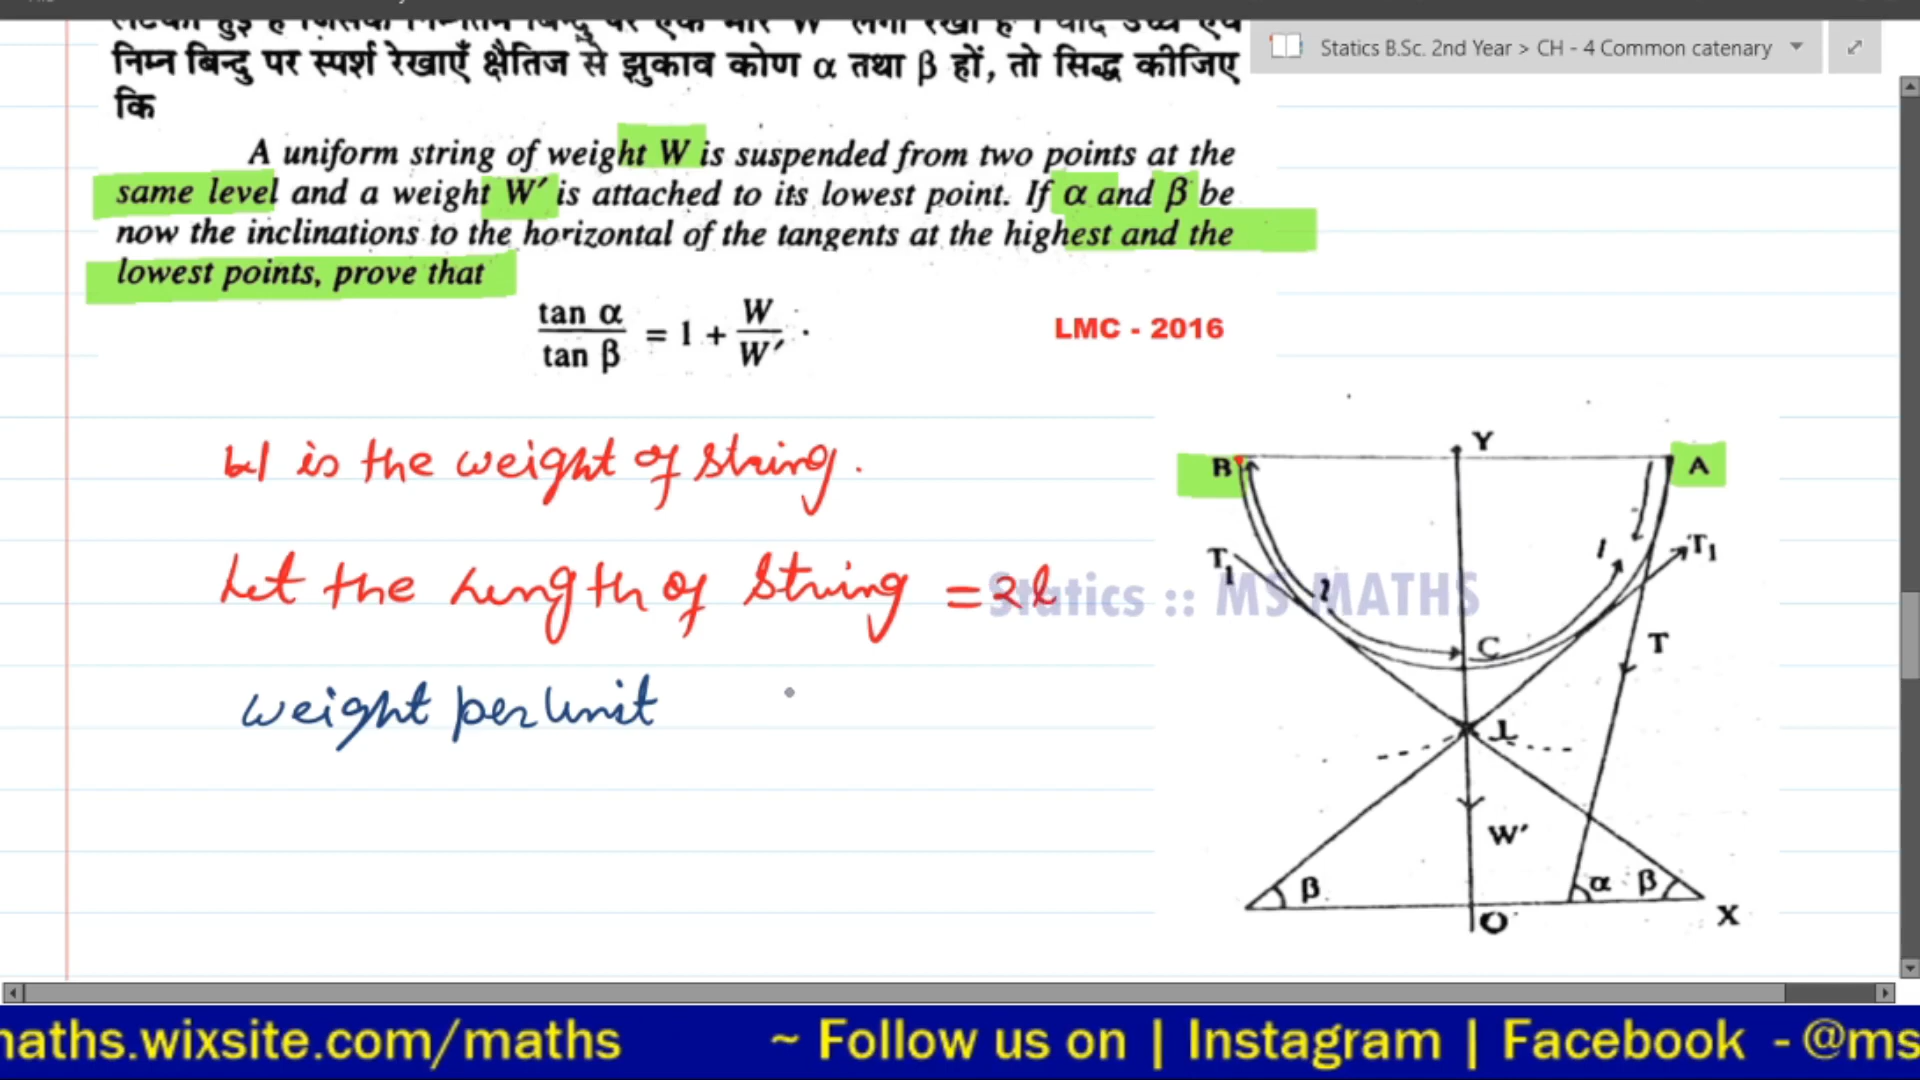 Statics B.Sc. 2nd Year > CH - 4 Common catenary
निम्न बिन्दु पर स्पर्श रेखाएँ क्षैतिज से झुकाव कोण α तथा β हों, तो सिद्ध कीजिए
कि
A uniform string of weight W is suspended from two points at the
same level and a weight W′ is attached to its lowest point. If α and β be
now the inclinations to the horizontal of the tangents at the highest and the
lowest points, prove that
tan α / tan β = 1 + W / W′ .
LMC - 2016
W is the weight of string.
Let the Length of String = 2l
weight per unit
Statics :: MS MATHS
Y
B A
T₁ l l T₁
C T
W′
β α β
O X
naths.wixsite.com/maths ~ Follow us on | Instagram | Facebook - @ms